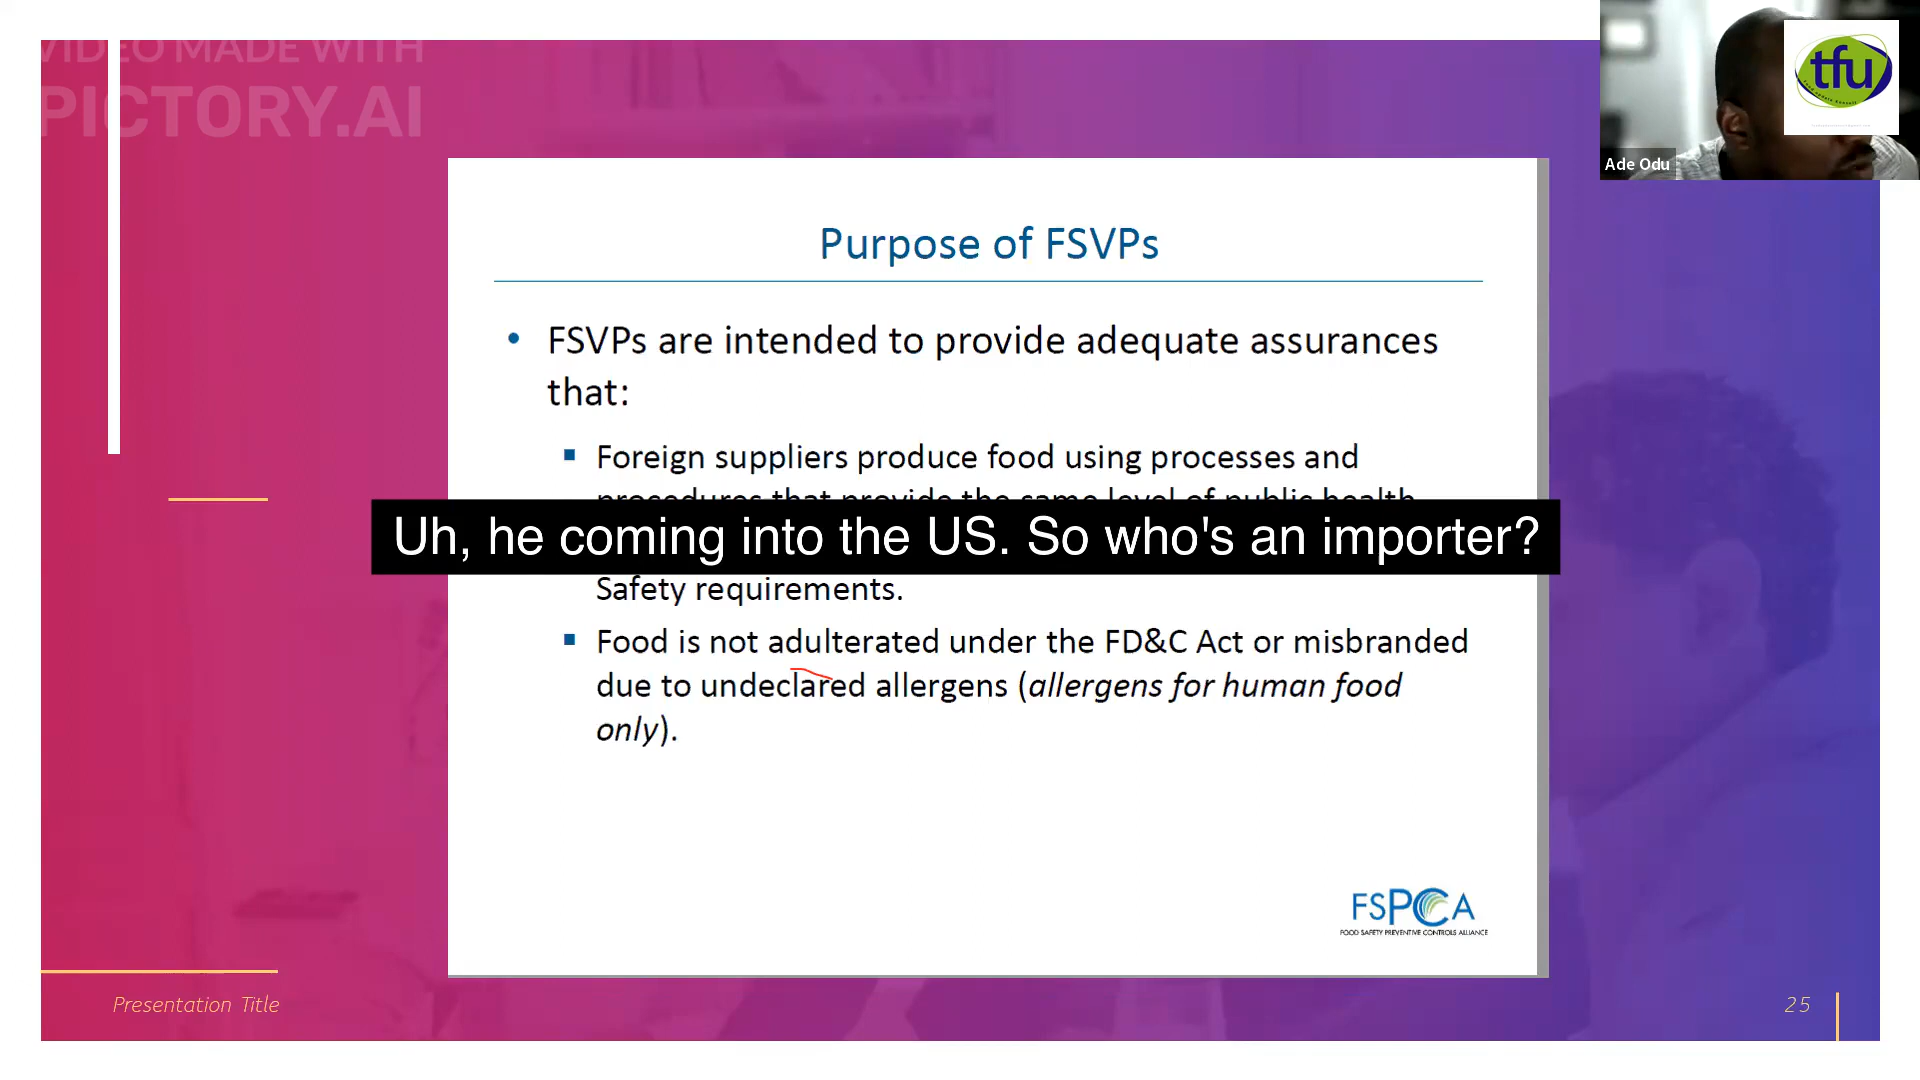 VIDEO MADE WITH
PICTORY.AI
tfu
Ade Odu
Purpose of FSVPs
• FSVPs are intended to provide adequate assurances
that:
▪ Foreign suppliers produce food using processes and
procedures that provide the same level of public health
Uh, he coming into the US. So who's an importer?
Safety requirements.
▪ Food is not adulterated under the FD&C Act or misbranded
due to undeclared allergens (allergens for human food
only).
FSPCA
FOOD SAFETY PREVENTIVE CONTROLS ALLIANCE
Presentation Title
25